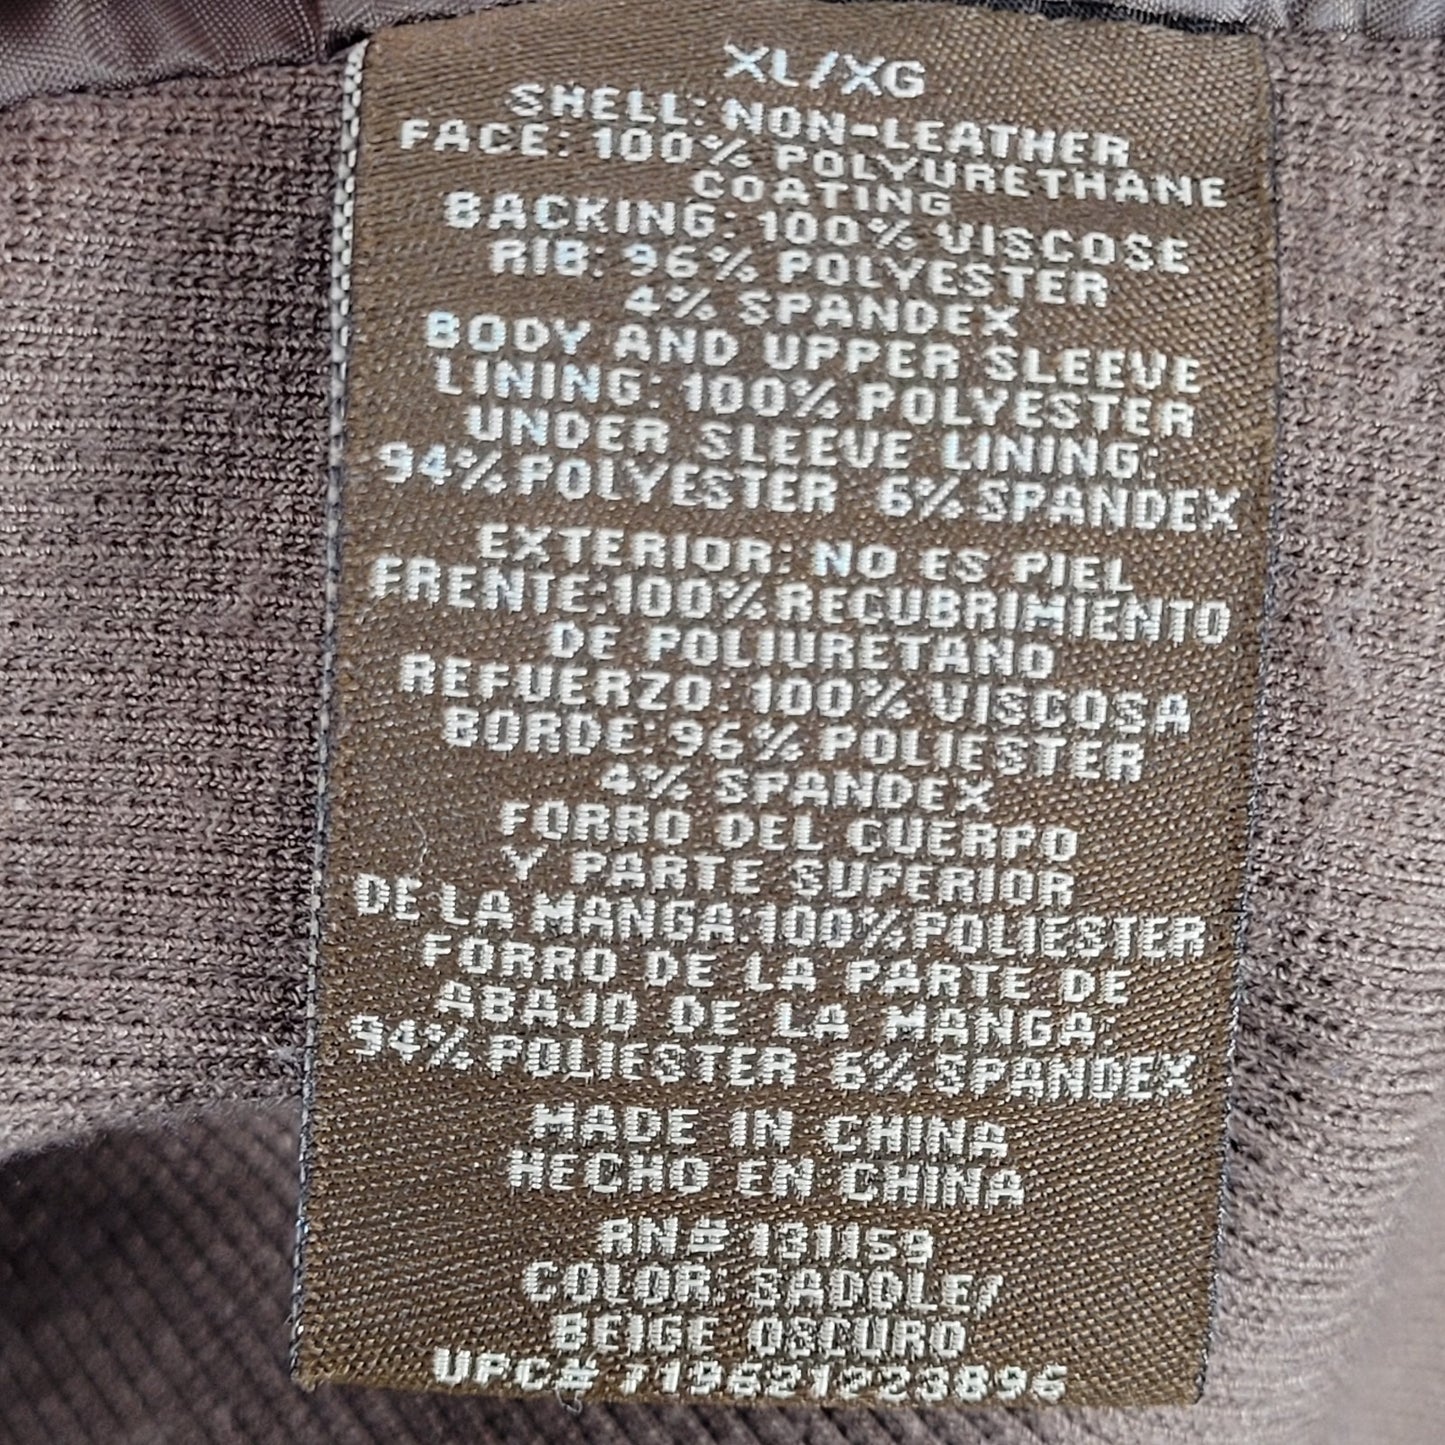 XL/XG
SHELL: NON-LEATHER
FACE: 100% POLYURETHANE
COATING
BACKING: 100% VISCOSE
RIB: 96% POLYESTER
4% SPANDEX
BODY AND UPPER SLEEVE
LINING: 100% POLYESTER
UNDER SLEEVE LINING:
94% POLYESTER 6% SPANDEX
EXTERIOR: NO ES PIEL
FRENTE: 100% RECUBRIMIENTO
DE POLIURETANO
REFUERZO: 100% VISCOSA
BORDE: 96% POLIESTER
4% SPANDEX
FORRO DEL CUERPO
Y PARTE SUPERIOR
DE LA MANGA: 100% POLIESTER
FORRO DE LA PARTE DE
ABAJO DE LA MANGA:
94% POLIESTER 6% SPANDEX
MADE IN CHINA
HECHO EN CHINA
RN# 131159
COLOR: SADDLE/
BEIGE OSCURO
UPC# 719621223896